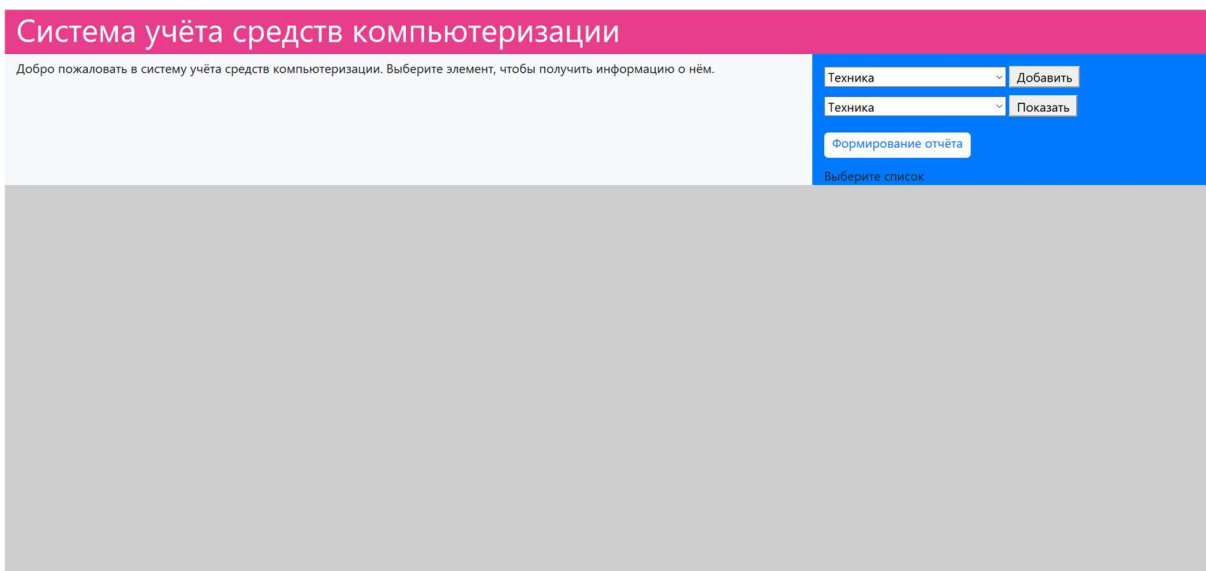 Система учёта средств компьютеризации
Добро пожаловать в систему учёта средств компьютеризации. Выберите элемент, чтобы получить информацию о нём.
Техника Добавить
Техника Показать
Формирование отчёта
Выберите список